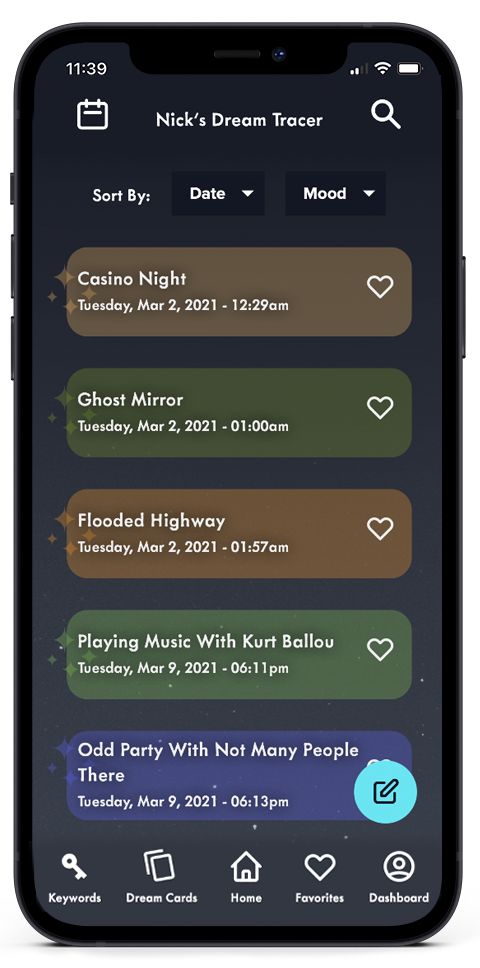 11:39
Nick's Dream Tracer
Sort By: Date Mood
Casino Night
Tuesday, Mar 2, 2021 - 12:29am
Ghost Mirror
Tuesday, Mar 2, 2021 - 01:00am
Flooded Highway
Tuesday, Mar 2, 2021 - 01:57am
Playing Music With Kurt Ballou
Tuesday, Mar 9, 2021 - 06:11pm
Odd Party With Not Many People
There
Tuesday, Mar 9, 2021 - 06:13pm
Keywords Dream Cards Home Favorites Dashboard